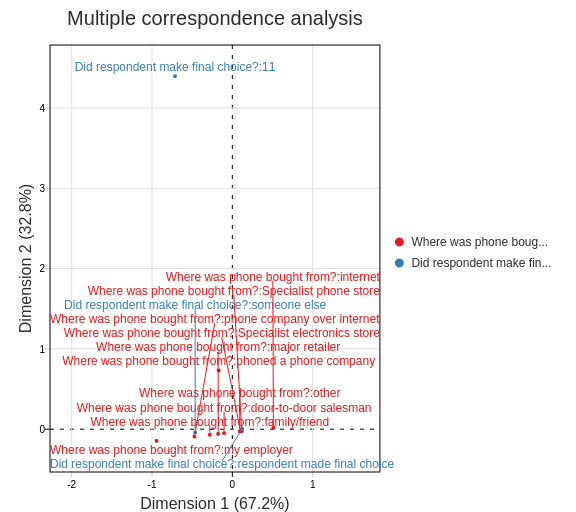 Multiple correspondence analysis
Did respondent make final choice?:11
4
3
2
Where was phone bought from?:internet
Where was phone bought from?:Specialist phone store
Did respondent make final choice?:someone else
Where was phone bought from?:phone company over internet
Where was phone bought from?:Specialist electronics store
Where was phone bought from?:major retailer
1
Where was phone bought from?:phoned a phone company
Where was phone bought from?:other
Where was phone bought from?:door-to-door salesman
Where was phone bought from?:family/friend
0
Where was phone bought from?:my employer
Did respondent make final choice?:respondent made final choice
-2
-1
0
1
Dimension 1 (67.2%)
Dimension 2 (32.8%)
Where was phone boug...
Did respondent make fin...